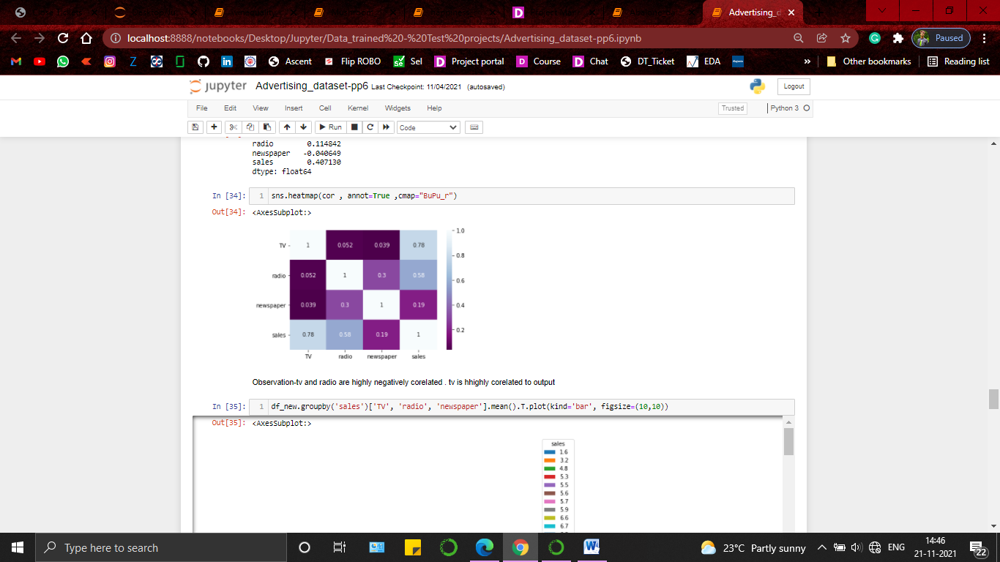 Advertising_d
localhost:8888/notebooks/Desktop/Jupyter/Data_trained%20-%20Test%20projects/Advertising_dataset-pp6.ipynb
Paused
Ascent
Flip ROBO
Sel
Project portal
Course
Chat
DT_Ticket
EDA
»
Other bookmarks
Reading list
jupyter Advertising_dataset-pp6 Last Checkpoint: 11/04/2021 (autosaved)
Logout
File Edit View Insert Cell Kernel Widgets Help
Trusted
Python 3
Run
Code
radio 0.114842
newspaper -0.040649
sales 0.407130
dtype: float64
In [34]: 1 sns.heatmap(cor , annot=True ,cmap="BuPu_r")
Out[34]: <AxesSubplot:>
TV 1 0.052 0.039 0.78
radio 0.052 1 0.3 0.58
newspaper 0.039 0.3 1 0.19
sales 0.78 0.58 0.19 1
TV radio newspaper sales
1.0
0.8
0.6
0.4
0.2
Observation-tv and radio are highly negatively corelated . tv is hhighly corelated to output
In [35]: 1 df_new.groupby('sales')['TV', 'radio', 'newspaper'].mean().T.plot(kind='bar', figsize=(10,10))
Out[35]: <AxesSubplot:>
sales
1.6
3.2
4.8
5.3
5.5
5.6
5.7
5.9
6.6
6.7
Type here to search
23°C Partly sunny
ENG
14:46
21-11-2021
22